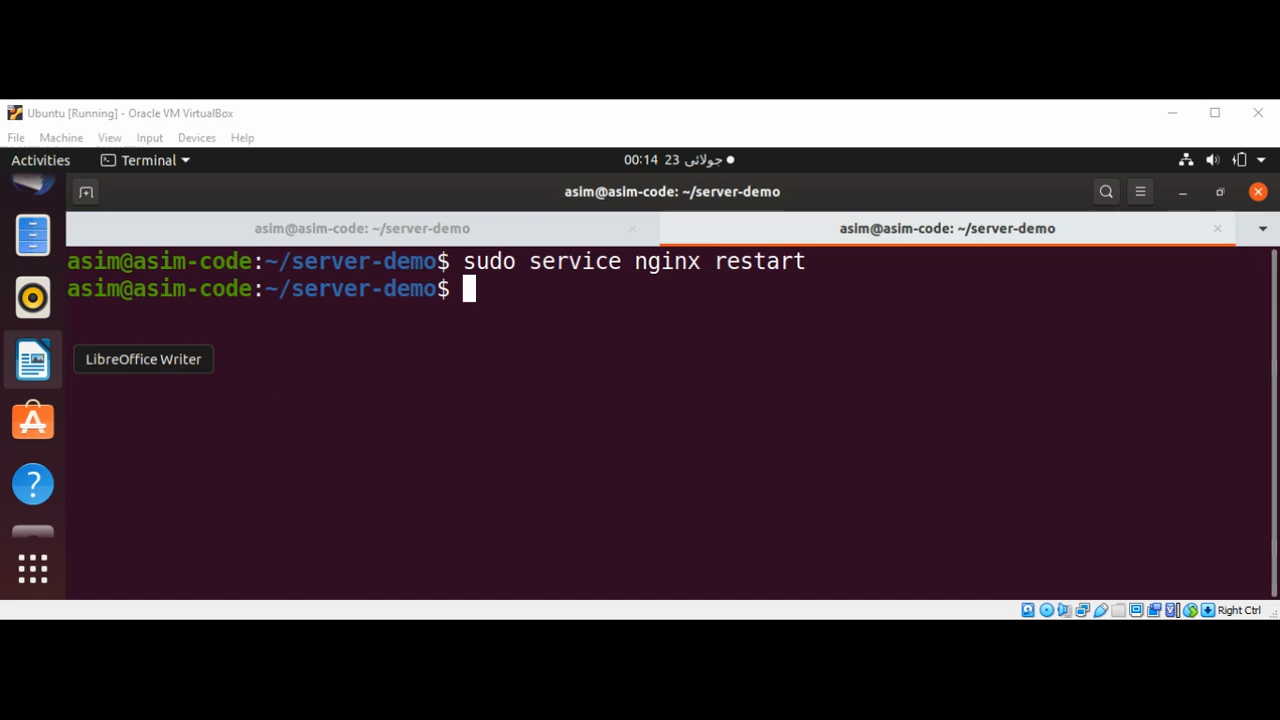 Ubuntu [Running] - Oracle VM VirtualBox
File Machine View Input Devices Help
Activities Terminal 00:14 23 جولائی
asim@asim-code: ~/server-demo
asim@asim-code: ~/server-demo asim@asim-code: ~/server-demo
asim@asim-code:~/server-demo$ sudo service nginx restart
asim@asim-code:~/server-demo$
LibreOffice Writer
Right Ctrl